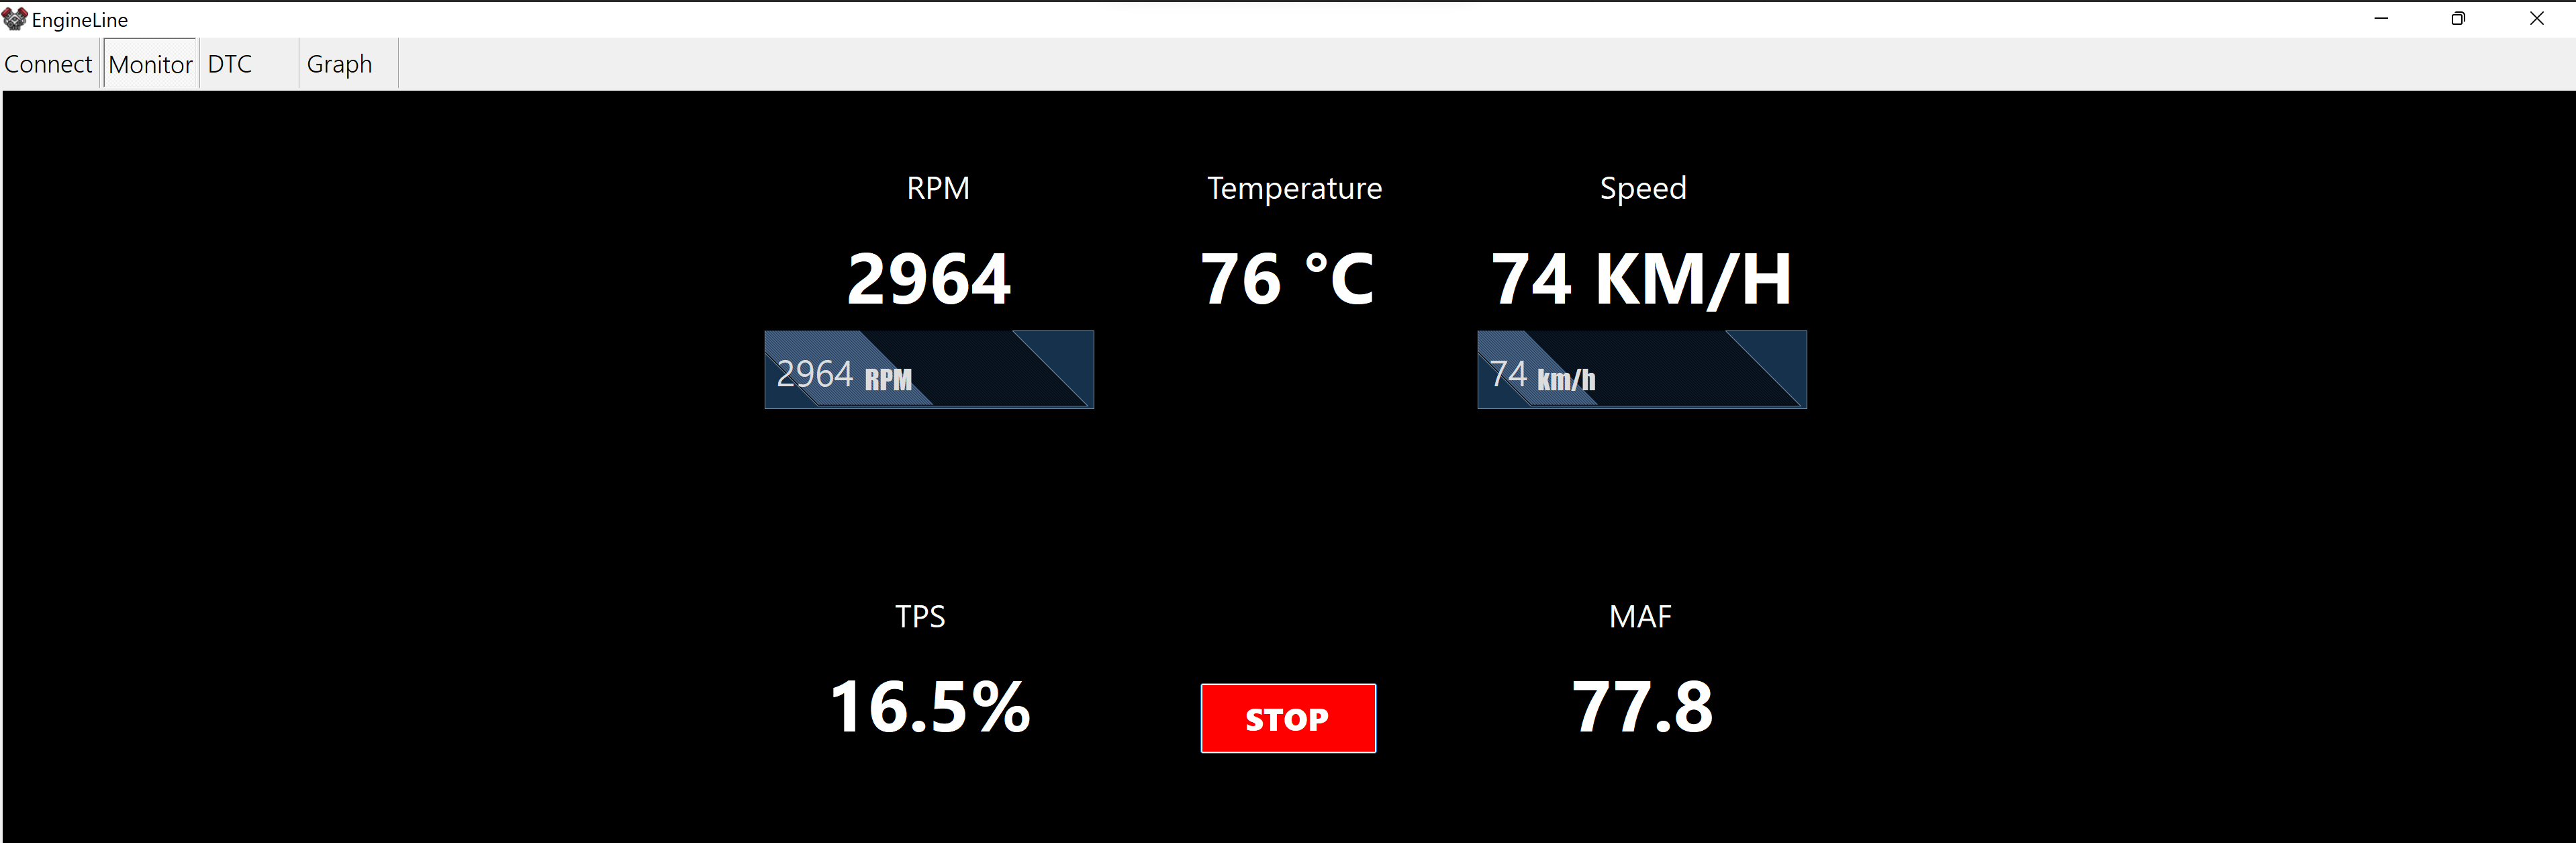 EngineLine
Connect Monitor DTC Graph
RPM Temperature Speed
2964 76 °C 74 KM/H
2964 RPM 74 km/h
TPS MAF
16.5% STOP 77.8